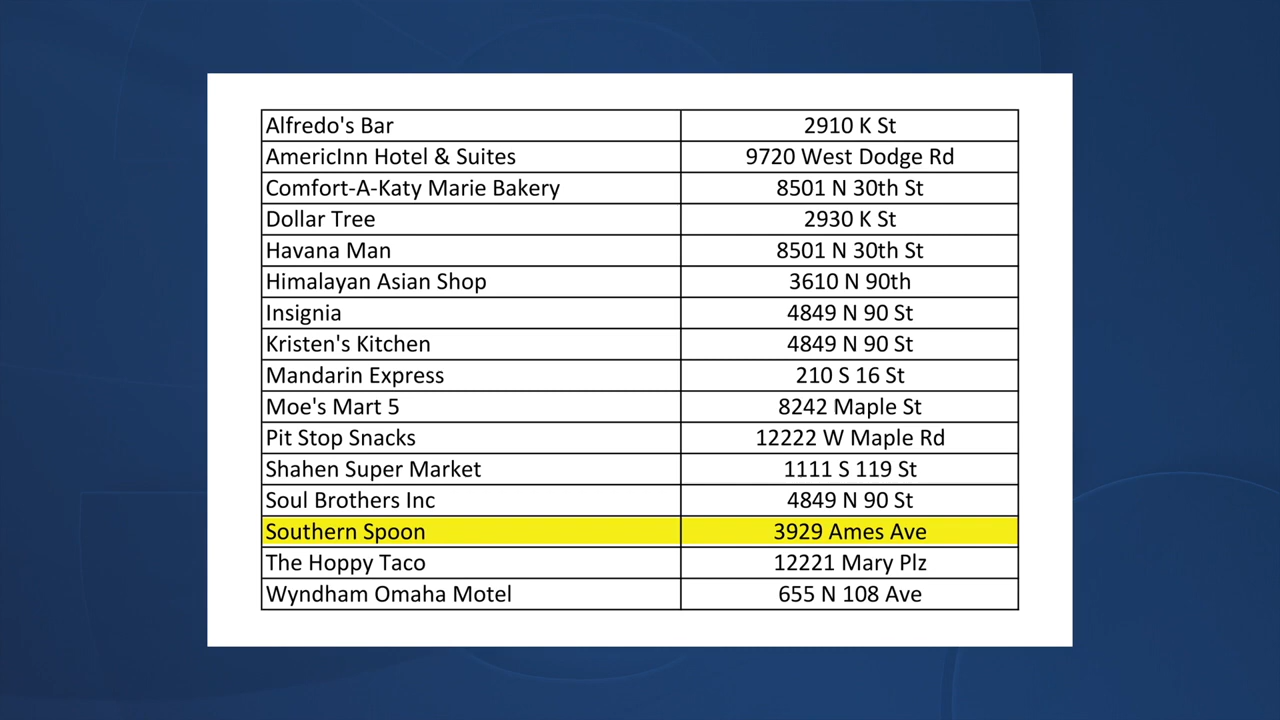 Alfredo's Bar 2910 K St
AmericInn Hotel & Suites 9720 West Dodge Rd
Comfort-A-Katy Marie Bakery 8501 N 30th St
Dollar Tree 2930 K St
Havana Man 8501 N 30th St
Himalayan Asian Shop 3610 N 90th
Insignia 4849 N 90 St
Kristen's Kitchen 4849 N 90 St
Mandarin Express 210 S 16 St
Moe's Mart 5 8242 Maple St
Pit Stop Snacks 12222 W Maple Rd
Shahen Super Market 1111 S 119 St
Soul Brothers Inc 4849 N 90 St
Southern Spoon 3929 Ames Ave
The Hoppy Taco 12221 Mary Plz
Wyndham Omaha Motel 655 N 108 Ave